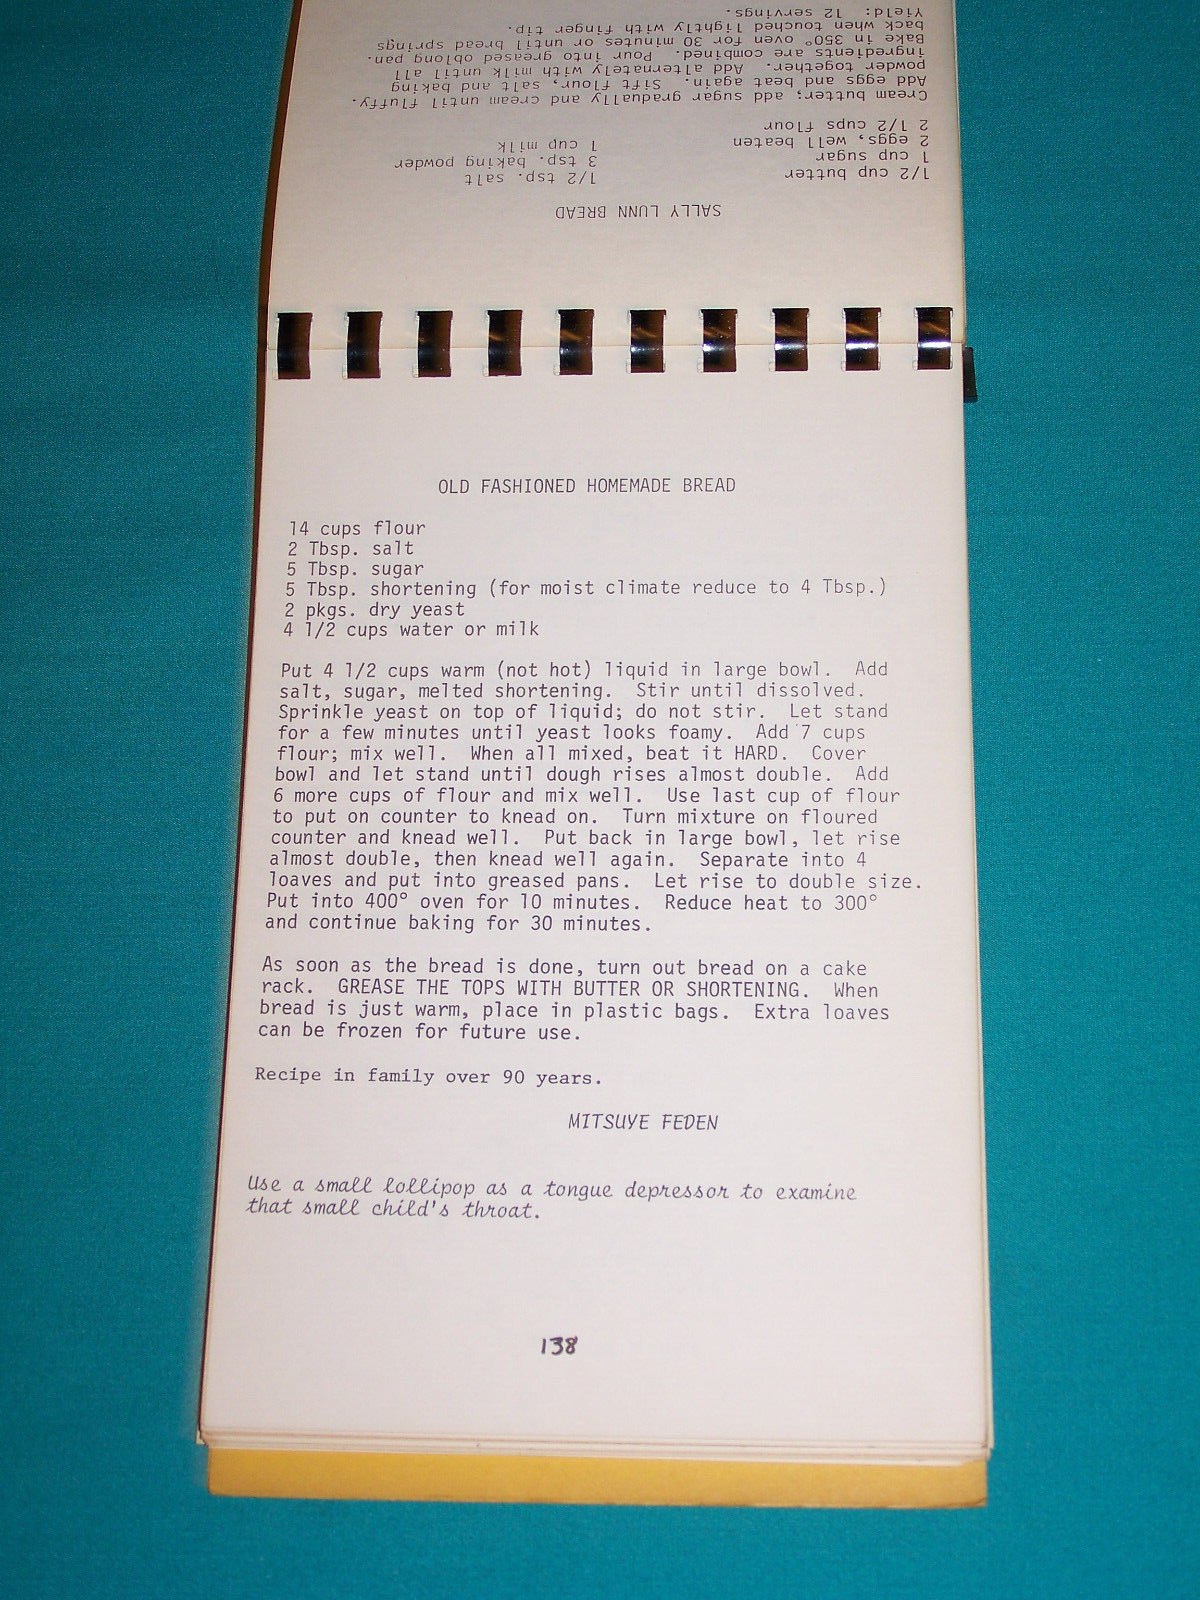 SALLY LUNN BREAD
1/2 cup butter 1/2 tsp. salt
1 cup sugar 3 tsp. baking powder
2 eggs, well beaten 1 cup milk
2 1/2 cups flour
Cream butter; add sugar gradually and cream until fluffy.
Add eggs and beat again. Sift flour, salt and baking
powder together. Add alternately with milk until all
ingredients are combined. Pour into greased oblong pan.
Bake in 350° oven for 30 minutes or until bread springs
back when touched lightly with finger tip.
Yield: 12 servings.
OLD FASHIONED HOMEMADE BREAD
14 cups flour
2 Tbsp. salt
5 Tbsp. sugar
5 Tbsp. shortening (for moist climate reduce to 4 Tbsp.)
2 pkgs. dry yeast
4 1/2 cups water or milk
Put 4 1/2 cups warm (not hot) liquid in large bowl. Add
salt, sugar, melted shortening. Stir until dissolved.
Sprinkle yeast on top of liquid; do not stir. Let stand
for a few minutes until yeast looks foamy. Add 7 cups
flour; mix well. When all mixed, beat it HARD. Cover
bowl and let stand until dough rises almost double. Add
6 more cups of flour and mix well. Use last cup of flour
to put on counter to knead on. Turn mixture on floured
counter and knead well. Put back in large bowl, let rise
almost double, then knead well again. Separate into 4
loaves and put into greased pans. Let rise to double size.
Put into 400° oven for 10 minutes. Reduce heat to 300°
and continue baking for 30 minutes.
As soon as the bread is done, turn out bread on a cake
rack. GREASE THE TOPS WITH BUTTER OR SHORTENING. When
bread is just warm, place in plastic bags. Extra loaves
can be frozen for future use.
Recipe in family over 90 years.
MITSUYE FEDEN
Use a small lollipop as a tongue depressor to examine
that small child's throat.
138